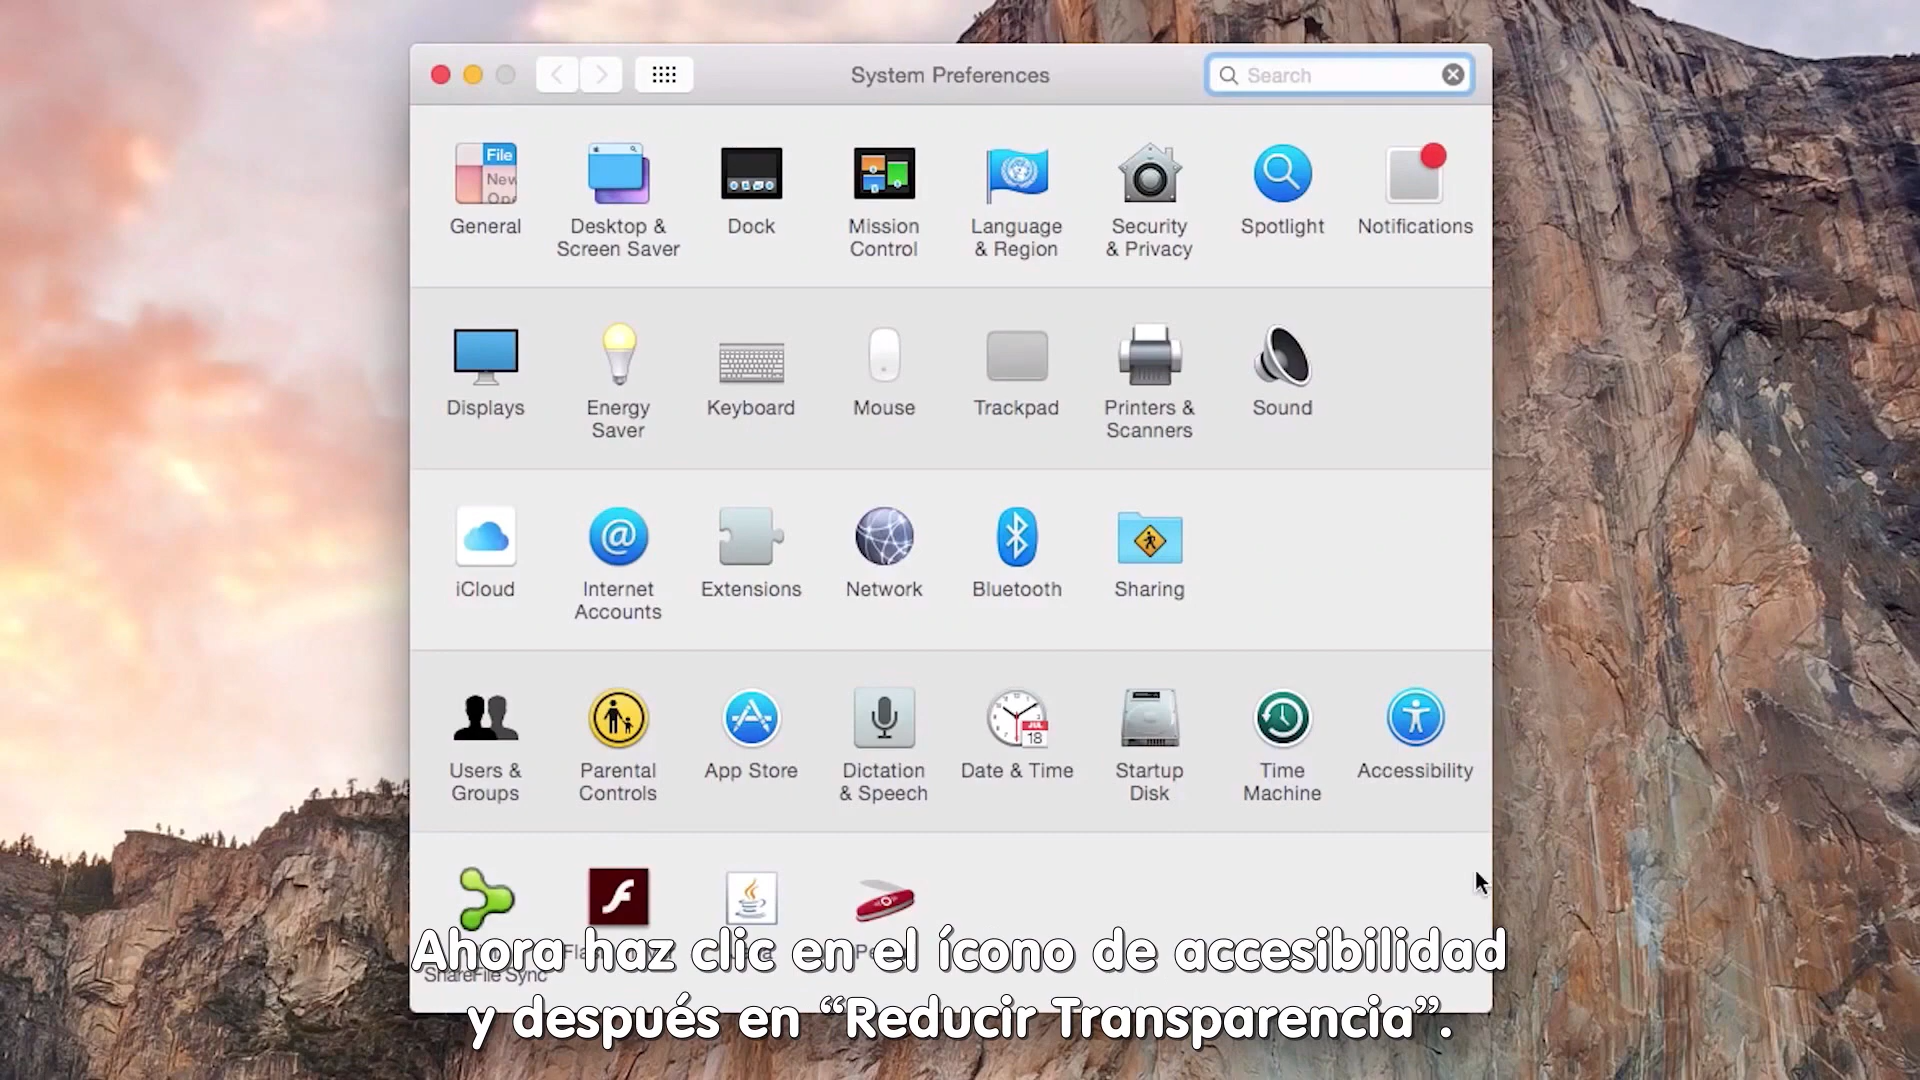 System Preferences
Search
File
New
General
Desktop &
Screen Saver
Dock
Mission
Control
Language
& Region
Security
& Privacy
Spotlight
Notifications
Displays
Energy
Saver
Keyboard
Mouse
Trackpad
Printers &
Scanners
Sound
iCloud
Internet
Accounts
Extensions
Network
Bluetooth
Sharing
JUL
18
Users &
Groups
Parental
Controls
App Store
Dictation
& Speech
Date & Time
Startup
Disk
Time
Machine
Accessibility
ShareFile Sync
Ahora haz clic en el ícono de accesibilidad
y después en “Reducir Transparencia”.